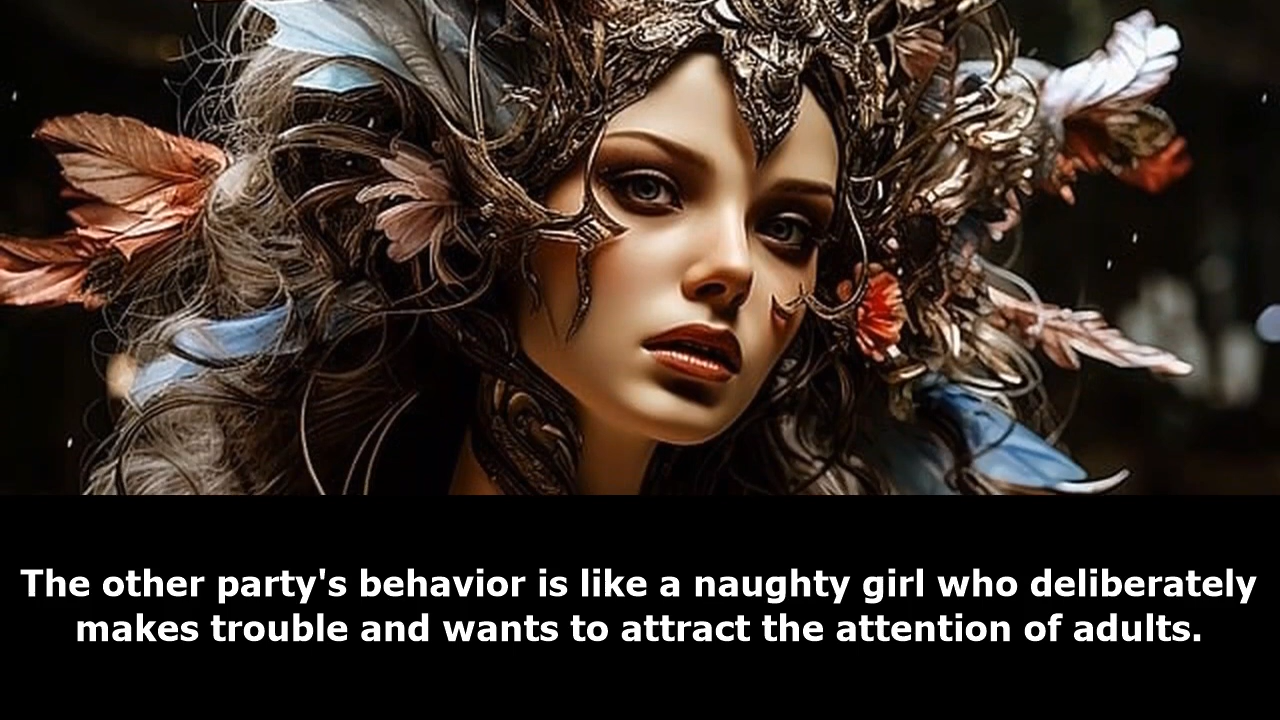 The other party's behavior is like a naughty girl who deliberately
makes trouble and wants to attract the attention of adults.